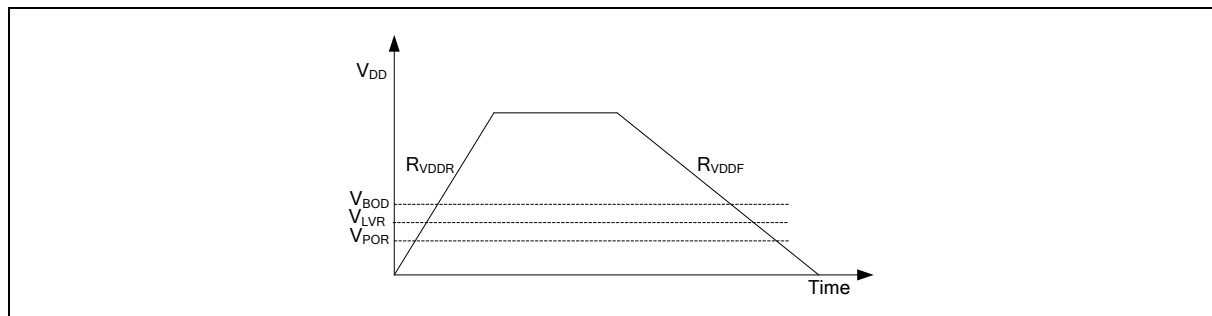 VDD
RVDDR
RVDDF
VBOD
VLVR
VPOR
Time